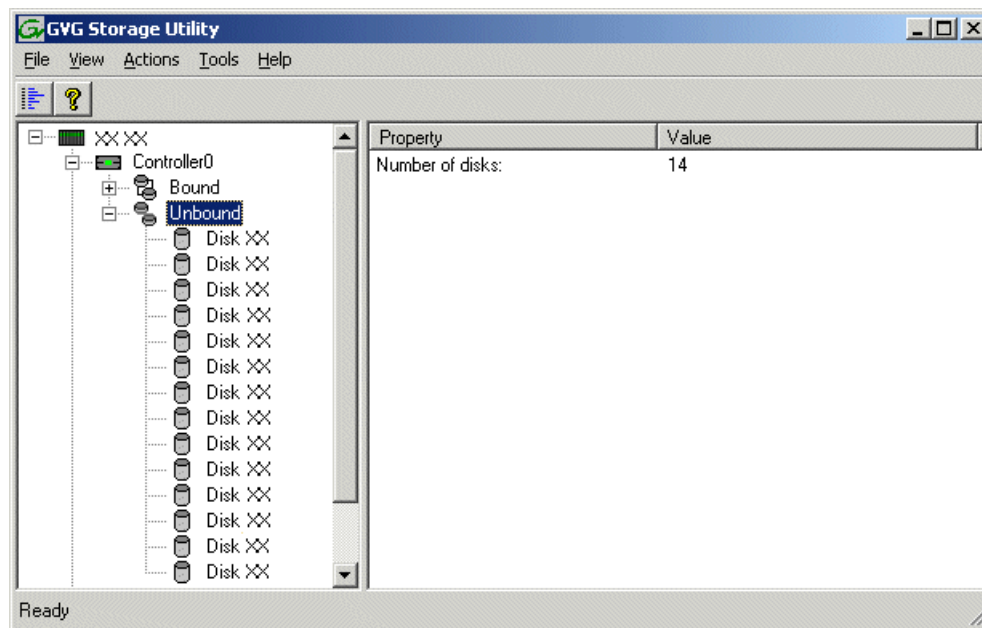 GVG Storage Utility
File View Actions Tools Help
XX XX
Controller0
Bound
Unbound
Disk XX
Disk XX
Disk XX
Disk XX
Disk XX
Disk XX
Disk XX
Disk XX
Disk XX
Disk XX
Disk XX
Disk XX
Disk XX
Disk XX
Property Value
Number of disks: 14
Ready